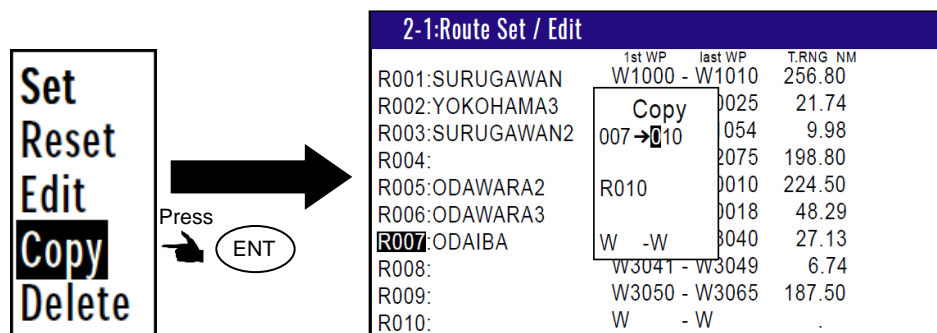 Set
Reset
Edit
Copy
Delete
Press
ENT
2-1:Route Set / Edit
1st WP last WP T.RNG NM
R001:SURUGAWAN W1000 - W1010 256.80
R002:YOKOHAMA3 0025 21.74
R003:SURUGAWAN2 1054 9.98
R004: 2075 198.80
R005:ODAWARA2 0010 224.50
R006:ODAWARA3 0018 48.29
R007:ODAIBA 3040 27.13
R008: W3041 - W3049 6.74
R009: W3050 - W3065 187.50
R010: W - W .
Copy
007➔010
R010
W -W